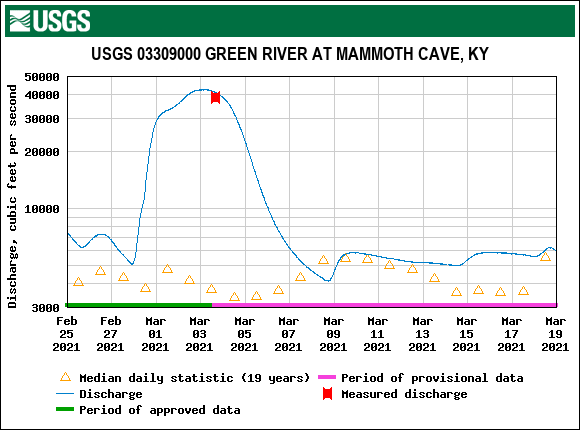 USGS
USGS 03309000 GREEN RIVER AT MAMMOTH CAVE, KY
Discharge, cubic feet per second
50000
40000
30000
20000
10000
3000
Feb 25 2021
Feb 27 2021
Mar 01 2021
Mar 03 2021
Mar 05 2021
Mar 07 2021
Mar 09 2021
Mar 11 2021
Mar 13 2021
Mar 15 2021
Mar 17 2021
Mar 19 2021
Median daily statistic (19 years)
Period of provisional data
Discharge
Measured discharge
Period of approved data